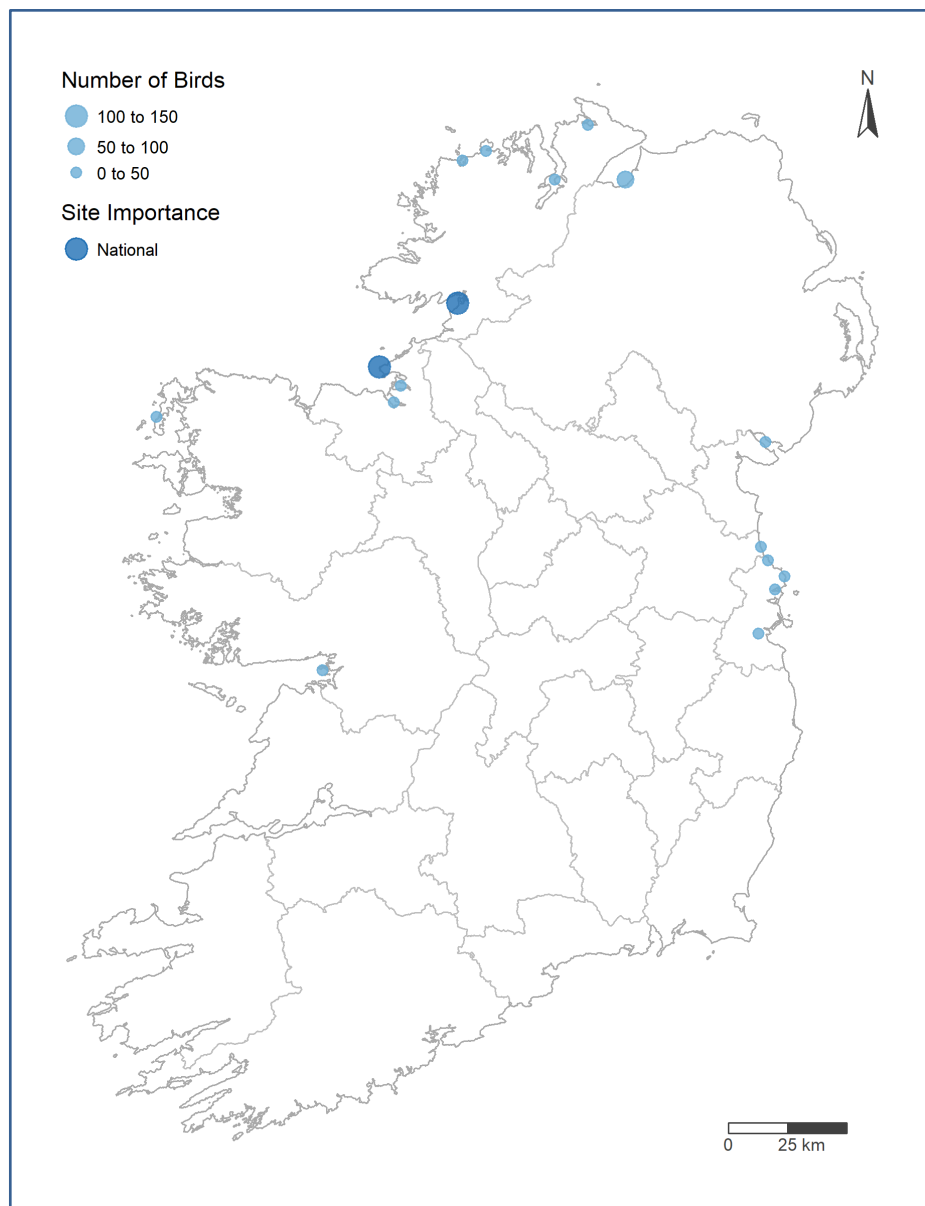 Number of Birds
100 to 150
50 to 100
0 to 50
Site Importance
National
N
0 25 km